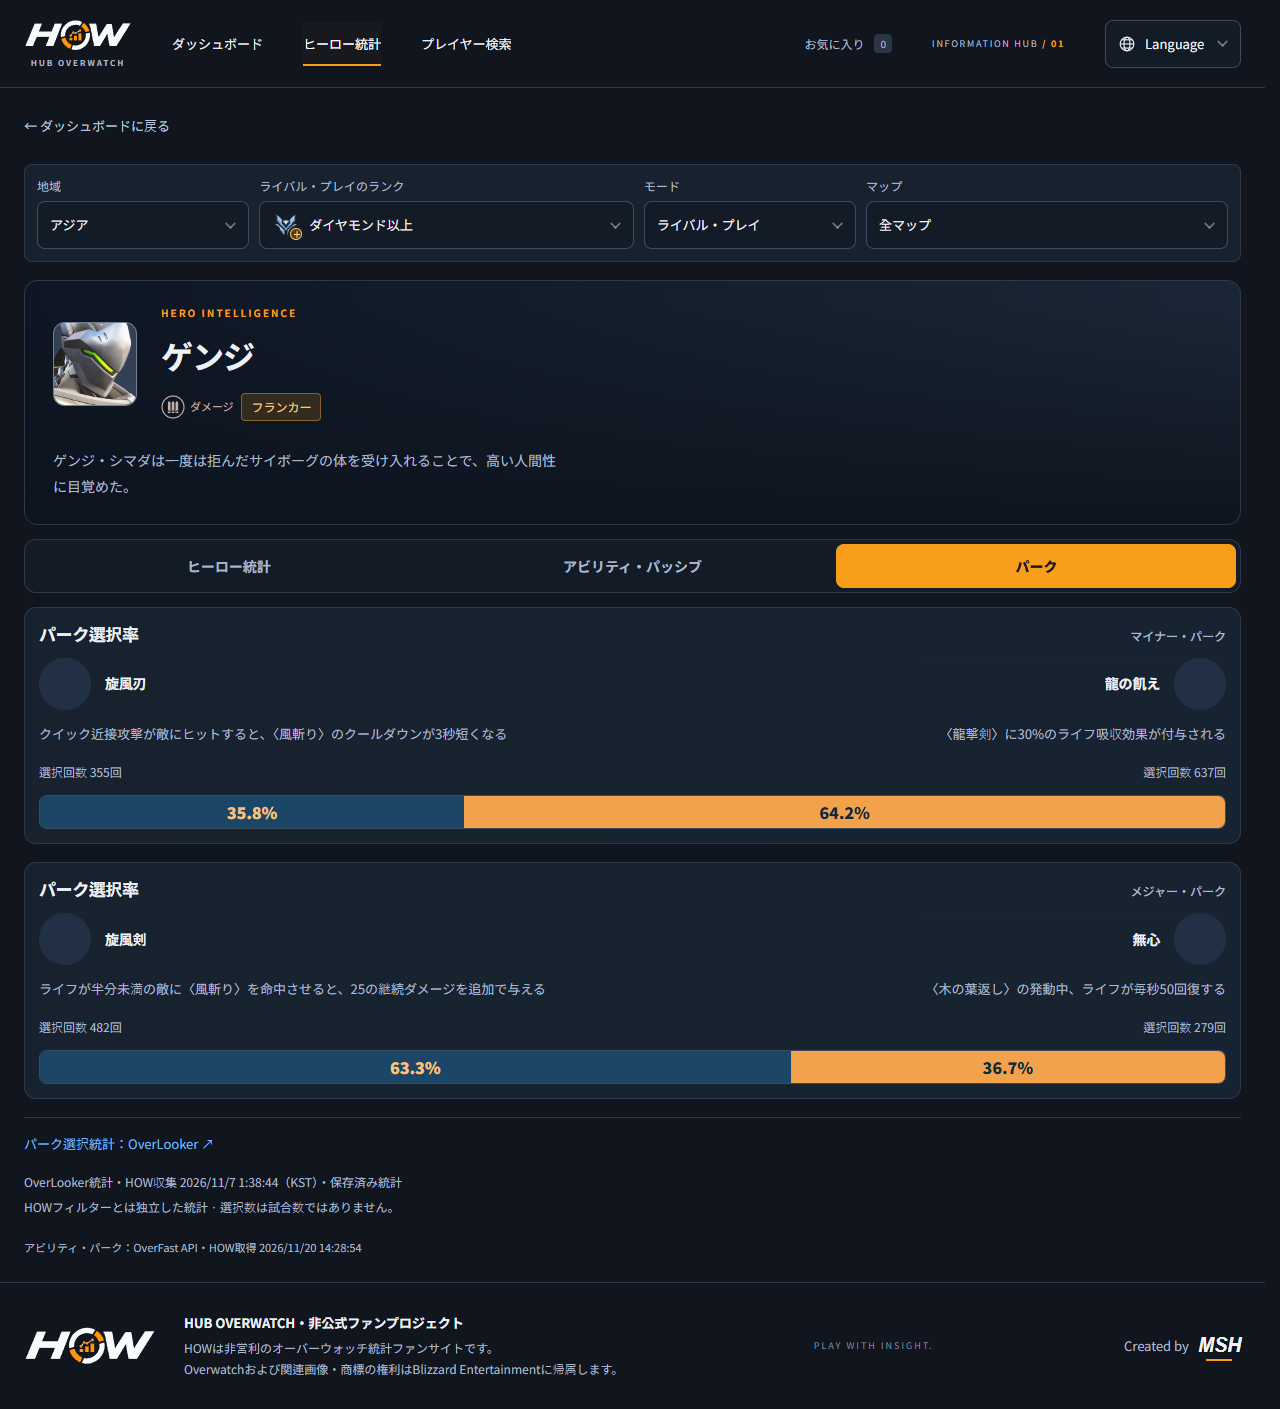 HOW
HUB OVERWATCH
ダッシュボード
ヒーロー統計
プレイヤー検索
お気に入り 0
INFORMATION HUB / 01
Language
← ダッシュボードに戻る
地域
ライバル・プレイのランク
モード
マップ
アジア
ダイヤモンド以上
ライバル・プレイ
全マップ
HERO INTELLIGENCE
ゲンジ
ダメージ
フランカー
ゲンジ・シマダは一度は拒んだサイボーグの体を受け入れることで、高い人間性
に目覚めた。
ヒーロー統計
アビリティ・パッシブ
パーク
パーク選択率
マイナー・パーク
旋風刃
龍の飢え
クイック近接攻撃が敵にヒットすると、〈風斬り〉のクールダウンが3秒短くなる
〈龍撃剣〉に30%のライフ吸収効果が付与される
選択回数 355回
選択回数 637回
35.8%
64.2%
パーク選択率
メジャー・パーク
旋風剣
無心
ライフが半分未満の敵に〈風斬り〉を命中させると、25の継続ダメージを追加で与える
〈木の葉返し〉の発動中、ライフが毎秒50回復する
選択回数 482回
選択回数 279回
63.3%
36.7%
パーク選択統計：OverLooker ↗
OverLooker統計・HOW収集 2026/11/7 1:38:44（KST）・保存済み統計
HOWフィルターとは独立した統計 · 選択数は試合数ではありません。
アビリティ・パーク：OverFast API・HOW取得 2026/11/20 14:28:54
HOW
HUB OVERWATCH・非公式ファンプロジェクト
HOWは非営利のオーバーウォッチ統計ファンサイトです。
Overwatchおよび関連画像・商標の権利はBlizzard Entertainmentに帰属します。
PLAY WITH INSIGHT.
Created by MSH